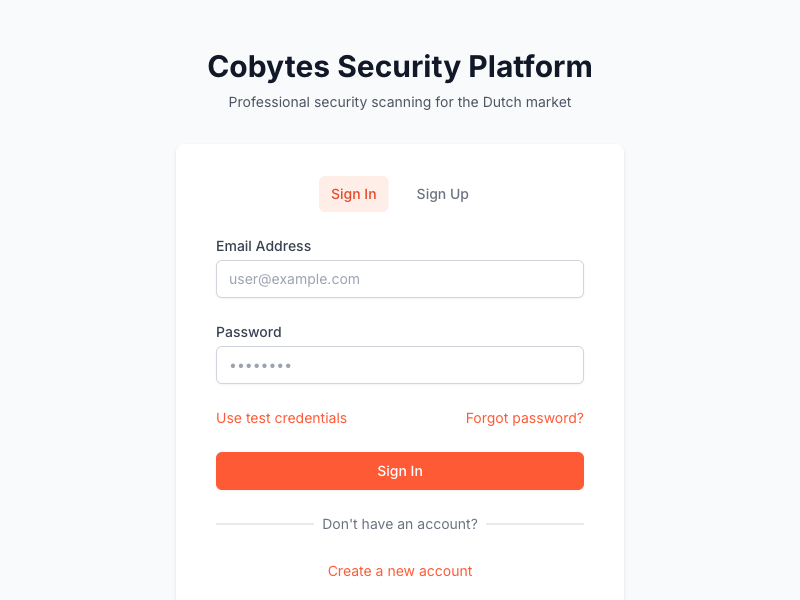 Cobytes Security Platform
Professional security scanning for the Dutch market
Sign In
Sign Up
Email Address
user@example.com
Password
••••••••
Use test credentials
Forgot password?
Sign In
Don't have an account?
Create a new account